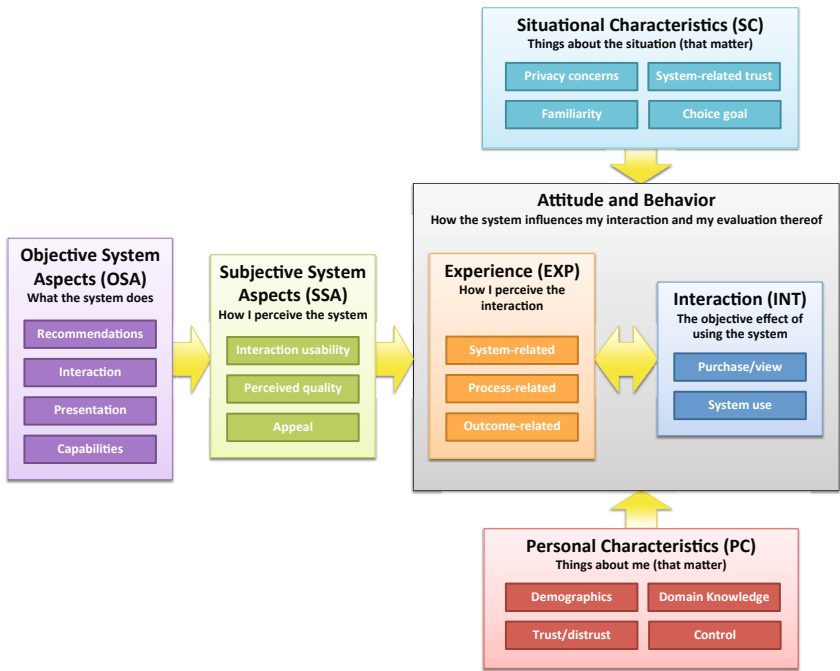 Situational Characteristics (SC)
Things about the situation (that matter)
Privacy concerns
System-related trust
Familiarity
Choice goal
Attitude and Behavior
How the system influences my interaction and my evaluation thereof
Objective System
Aspects (OSA)
What the system does
Recommendations
Interaction
Presentation
Capabilities
Subjective System
Aspects (SSA)
How I perceive the system
Interaction usability
Perceived quality
Appeal
Experience (EXP)
How I perceive the
interaction
System-related
Process-related
Outcome-related
Interaction (INT)
The objective effect of
using the system
Purchase/view
System use
Personal Characteristics (PC)
Things about me (that matter)
Demographics
Domain Knowledge
Trust/distrust
Control